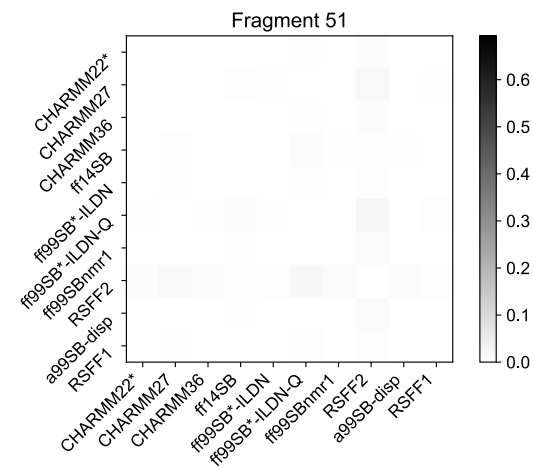 Fragment 51
CHARMM22*
CHARMM27
CHARMM36
ff14SB
ff99SB*-ILDN
ff99SB*-ILDN-Q
ff99SBnmr1
RSFF2
a99SB-disp
RSFF1
CHARMM22*
CHARMM27
CHARMM36
ff14SB
ff99SB*-ILDN
ff99SB*-ILDN-Q
ff99SBnmr1
RSFF2
a99SB-disp
RSFF1
0.6
0.5
0.4
0.3
0.2
0.1
0.0